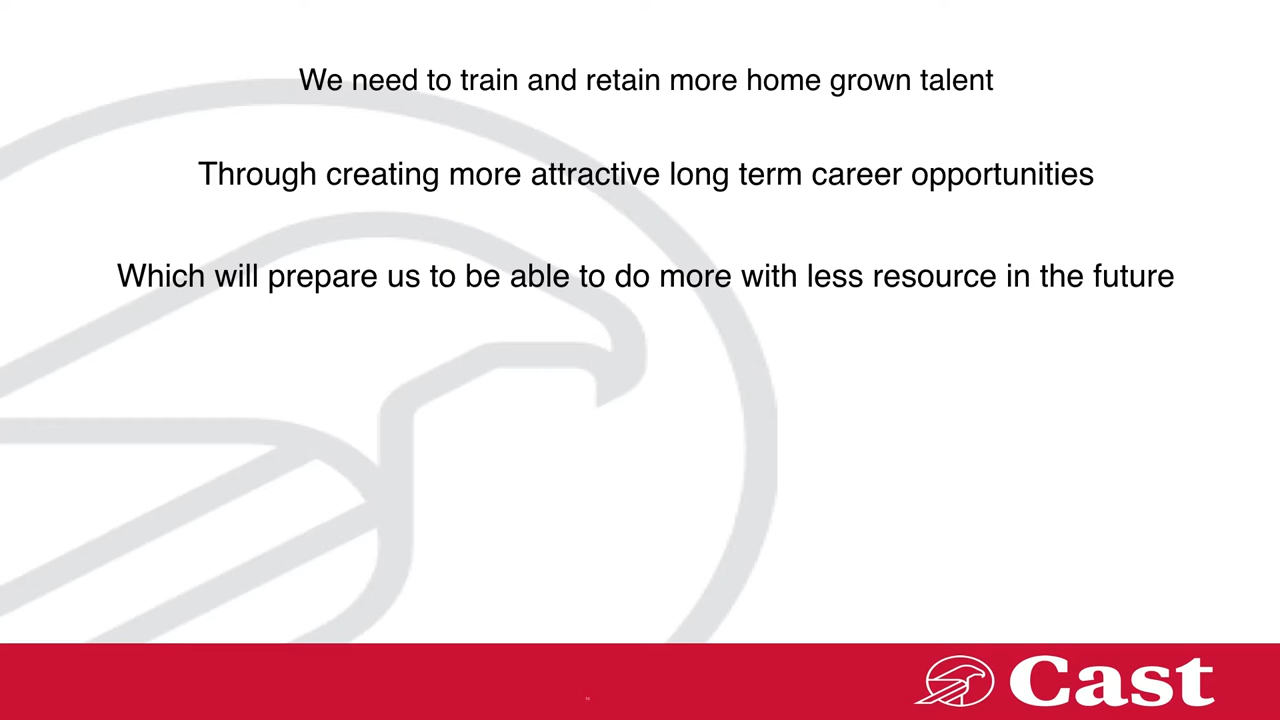 We need to train and retain more home grown talent
Through creating more attractive long term career opportunities
Which will prepare us to be able to do more with less resource in the future
Cast